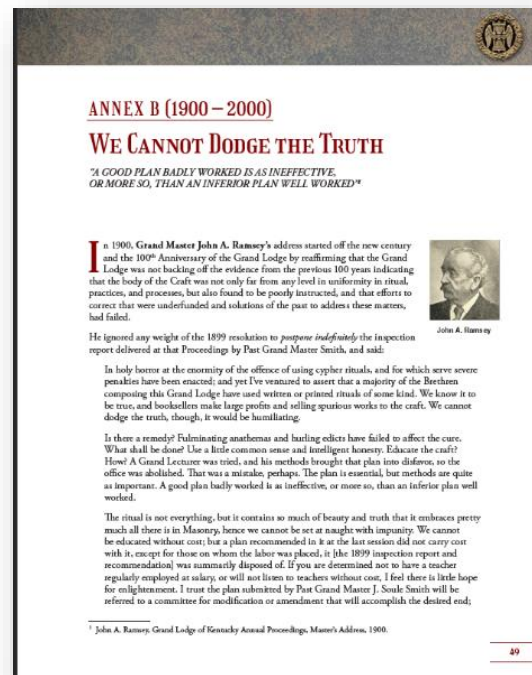 ANNEX B (1900 – 2000)
WE CANNOT DODGE THE TRUTH
"A GOOD PLAN BADLY WORKED IS AS INEFFECTIVE,
OR MORE SO, THAN AN INFERIOR PLAN WELL WORKED"¹
In 1900, Grand Master John A. Ramsey's address started off the new century
and the 100th Anniversary of the Grand Lodge by reaffirming that the Grand
Lodge was not backing off the evidence from the previous 100 years indicating
that the body of the Craft was not only far from any level in uniformity in ritual,
practices, and processes, but also found to be poorly instructed, and that efforts to
correct that were underfunded and solutions of the past to address these matters,
had failed.
John A. Ramsey
He ignored any weight of the 1899 resolution to postpone indefinitely the inspection
report delivered at that Proceedings by Past Grand Master Smith, and said:
In holy horror at the enormity of the offence of using cypher rituals, and for which serve severe
penalties have been enacted; and yet I've ventured to assert that a majority of the Brethren
composing this Grand Lodge have used written or printed rituals of some kind. We know it to
be true, and booksellers make large profits and selling spurious works to the craft. We cannot
dodge the truth, though, it would be humiliating.
Is there a remedy? Fulminating anathemas and hurling edicts have failed to affect the cure.
What shall be done? Use a little common sense and intelligent honesty. Educate the craft?
How? A Grand Lecturer was tried, and his methods brought that plan into disfavor, so the
office was abolished. That was a mistake, perhaps. The plan is essential, but methods are quite
as important. A good plan badly worked is as ineffective, or more so, than an inferior plan well
worked.
The ritual is not everything, but it contains so much of beauty and truth that it embraces pretty
much all there is in Masonry, hence we cannot be set at naught with impunity. We cannot
be educated without cost; but a plan recommended in it at the last session did not carry cost
with it, except for those on whom the labor was placed, it [the 1899 inspection report and
recommendation] was summarily disposed of. If you are determined not to have a teacher
regularly employed at salary, or will not listen to teachers without cost, I feel there is little hope
for enlightenment. I trust the plan submitted by Past Grand Master J. Soule Smith will be
referred to a committee for modification or amendment that will accomplish the desired end;
¹ John A. Ramsey, Grand Lodge of Kentucky Annual Proceedings, Master's Address, 1900.
49